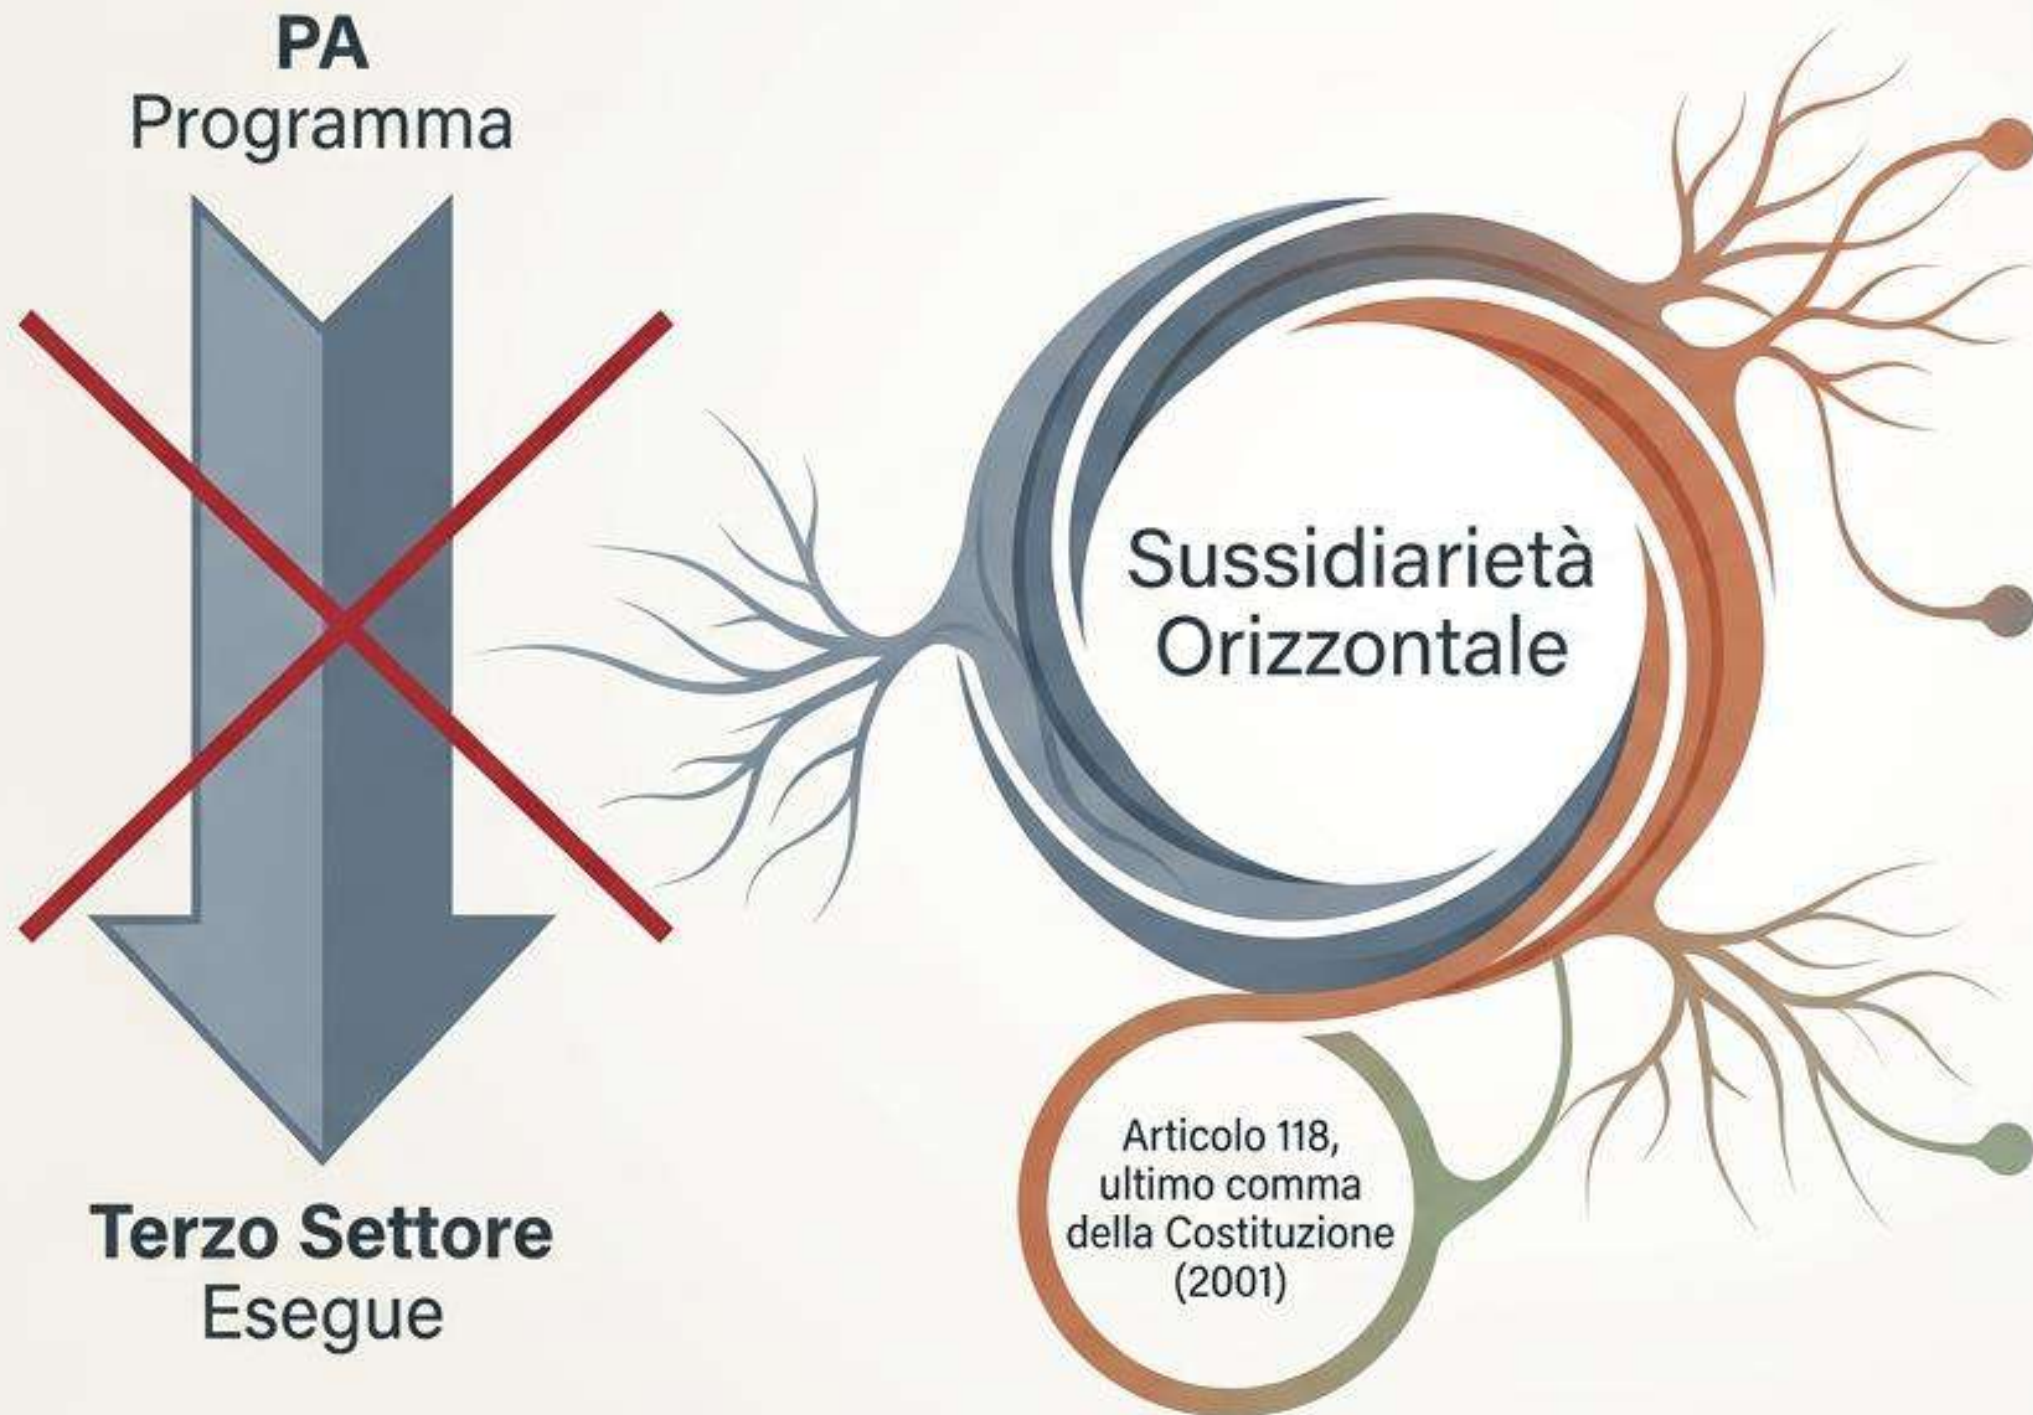 PA
Programma
Terzo Settore
Esegue
Sussidiarietà
Orizzontale
Articolo 118,
ultimo comma
della Costituzione
(2001)